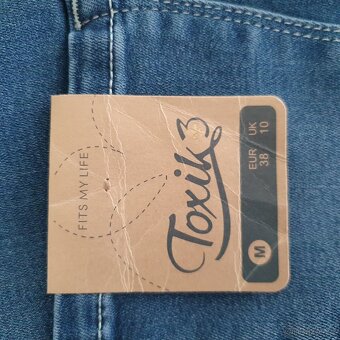 FITS MY LIFE
Toxik3
EUR UK
38 10
M